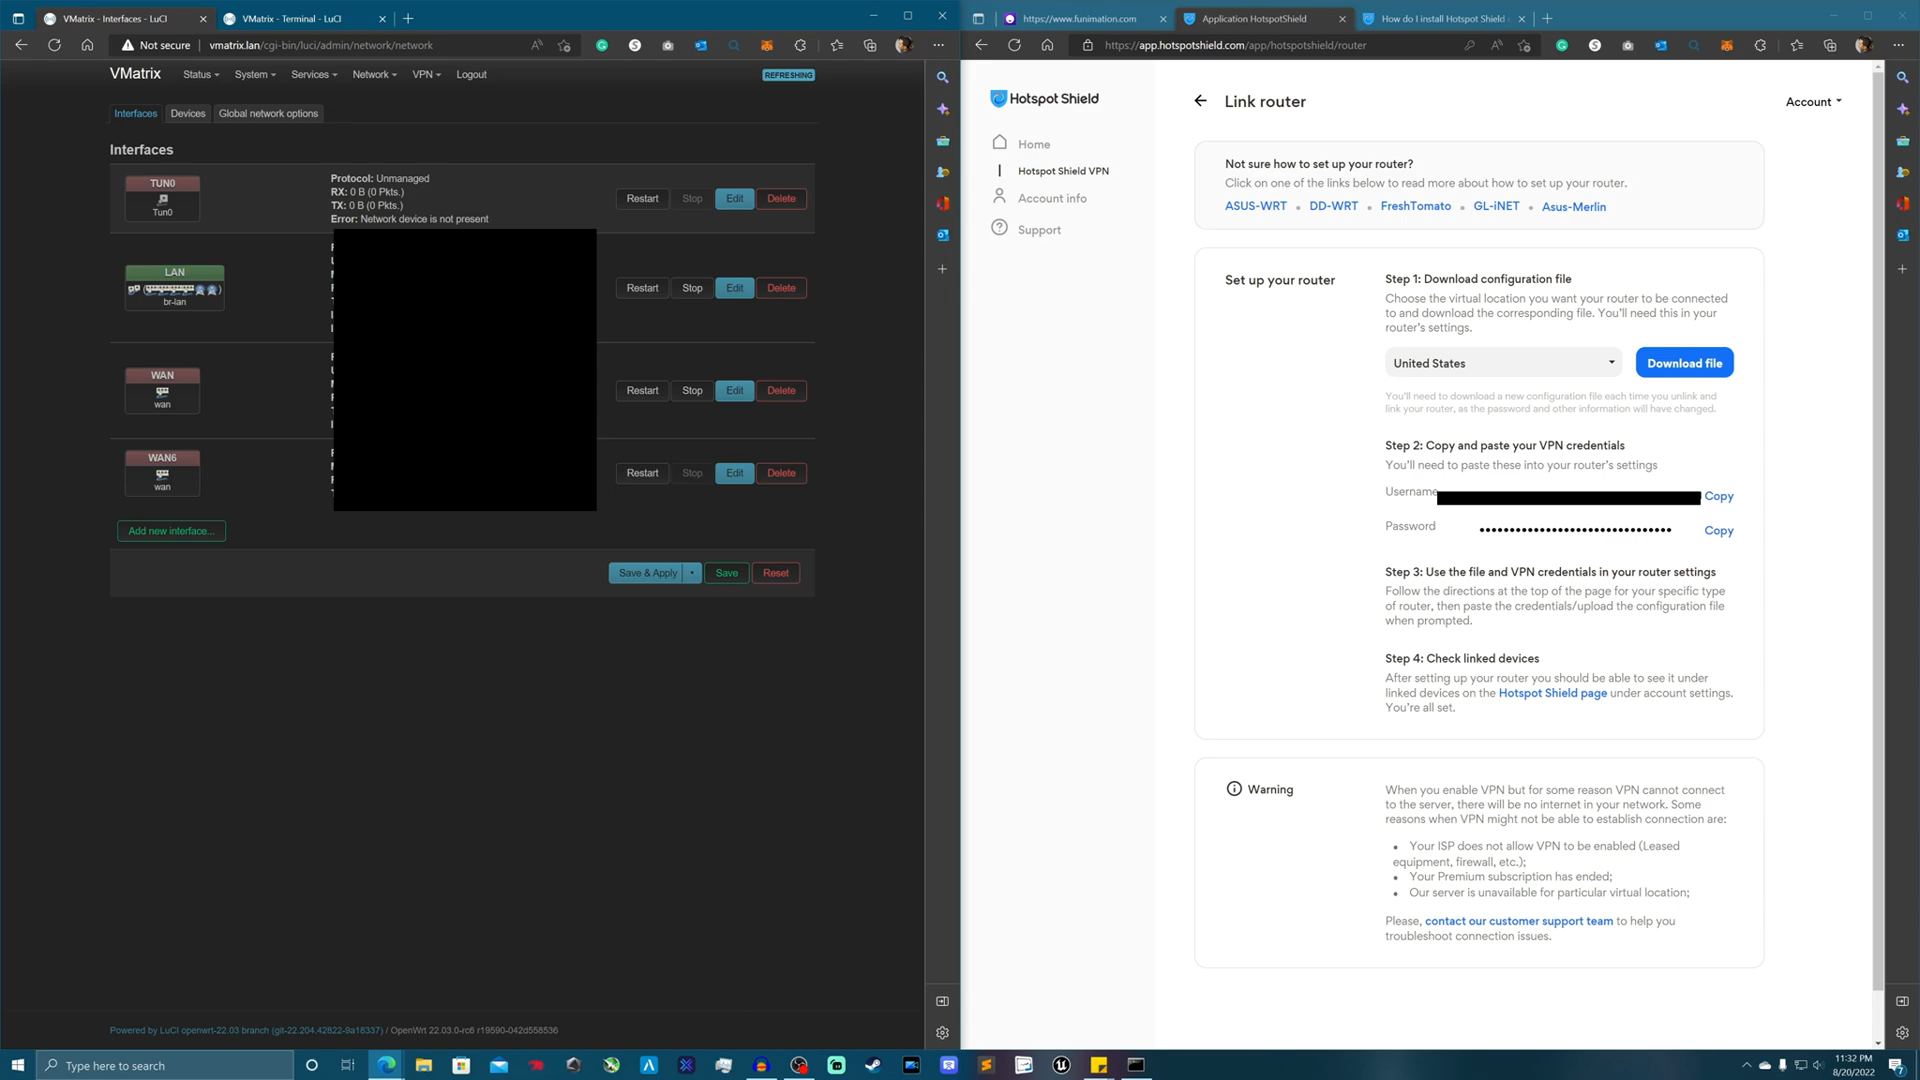 VMatrix - Interfaces - LuCI
VMatrix - Terminal - LuCI
Not secure
vmatrix.lan/cgi-bin/luci/admin/network/network
VMatrix
Status
System
Services
Network
VPN
Logout
REFRESHING
Interfaces
Devices
Global network options
Interfaces
TUN0
Tun0
Protocol: Unmanaged
RX: 0 B (0 Pkts.)
TX: 0 B (0 Pkts.)
Error: Network device is not present
Restart
Stop
Edit
Delete
LAN
br-lan
Restart
Stop
Edit
Delete
WAN
wan
Restart
Stop
Edit
Delete
WAN6
wan
Restart
Stop
Edit
Delete
Add new interface...
Save & Apply
Save
Reset
Powered by LuCI openwrt-22.03 branch (git-22.204.42822-9a18337) / OpenWrt 22.03.0-rc6 r19590-042d558536
https://www.funimation.com
Application HotspotShield
How do I install Hotspot Shield
https://app.hotspotshield.com/app/hotspotshield/router
Hotspot Shield
Home
Hotspot Shield VPN
Account info
Support
Link router
Account
Not sure how to set up your router?
Click on one of the links below to read more about how to set up your router.
ASUS-WRT • DD-WRT • FreshTomato • GL-iNET • Asus-Merlin
Set up your router
Step 1: Download configuration file
Choose the virtual location you want your router to be connected
to and download the corresponding file. You'll need this in your
router's settings.
United States
Download file
You'll need to download a new configuration file each time you unlink and
link your router, as the password and other information will have changed.
Step 2: Copy and paste your VPN credentials
You'll need to paste these into your router's settings
Username
Copy
Password
Copy
Step 3: Use the file and VPN credentials in your router settings
Follow the directions at the top of the page for your specific type
of router, then paste the credentials/upload the configuration file
when prompted.
Step 4: Check linked devices
After setting up your router you should be able to see it under
linked devices on the Hotspot Shield page under account settings.
You're all set.
Warning
When you enable VPN but for some reason VPN cannot connect
to the server, there will be no internet in your network. Some
reasons when VPN might not be able to establish connection are:
• Your ISP does not allow VPN to be enabled (Leased
equipment, firewall, etc.);
• Your Premium subscription has ended;
• Our server is unavailable for particular virtual location;
Please, contact our customer support team to help you
troubleshoot connection issues.
Type here to search
11:32 PM
8/20/2022